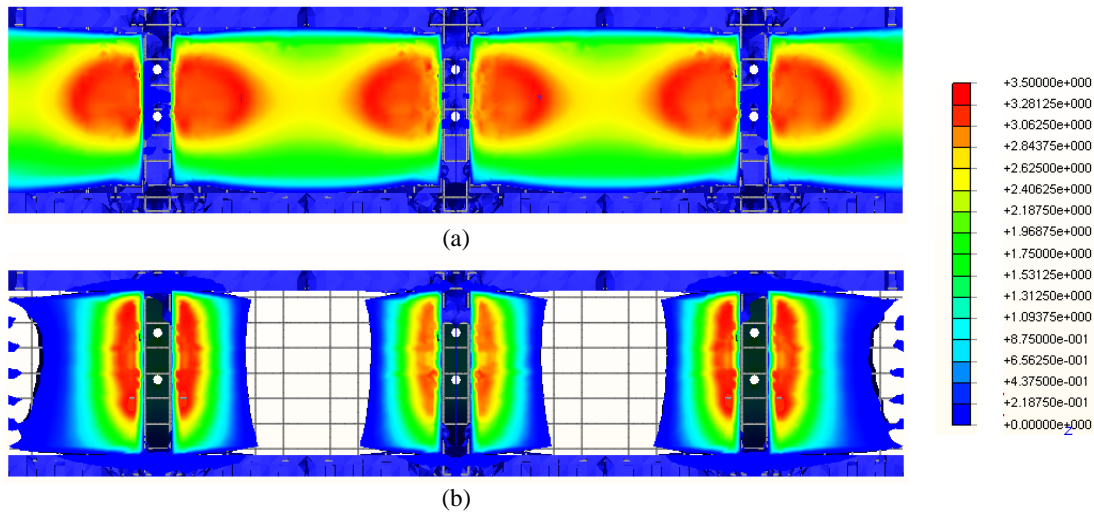 (a)
(b)
+3.50000e+000
+3.28125e+000
+3.06250e+000
+2.84375e+000
+2.62500e+000
+2.40625e+000
+2.18750e+000
+1.96875e+000
+1.75000e+000
+1.53125e+000
+1.31250e+000
+1.09375e+000
+8.75000e-001
+6.56250e-001
+4.37500e-001
+2.18750e-001
+0.00000e+000
Z